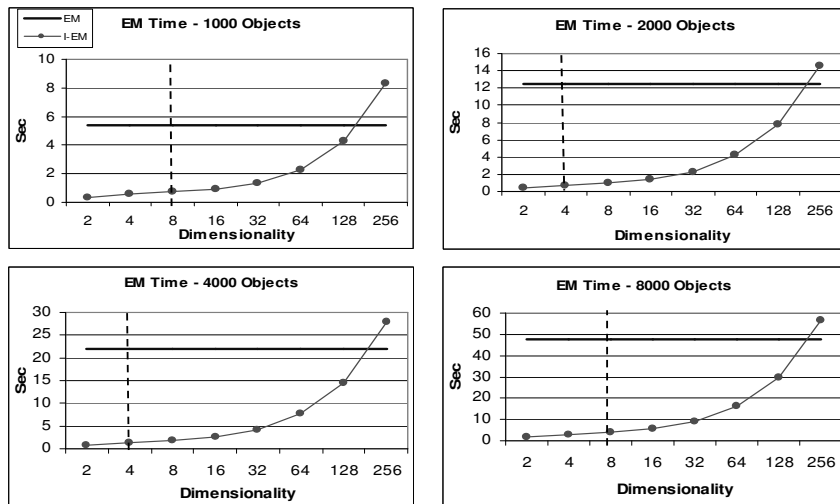 EM
I-EM
EM Time - 1000 Objects
10
8
6
4
2
0
Sec
2 4 8 16 32 64 128 256
Dimensionality
EM Time - 2000 Objects
16
14
12
10
8
6
4
2
0
Sec
2 4 8 16 32 64 128 256
Dimensionality
EM Time - 4000 Objects
30
25
20
15
10
5
0
Sec
2 4 8 16 32 64 128 256
Dimensionality
EM Time - 8000 Objects
60
50
40
30
20
10
0
Sec
2 4 8 16 32 64 128 256
Dimensionality